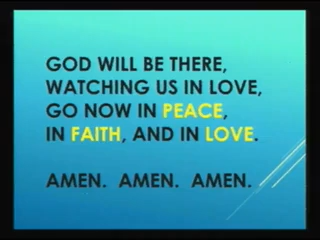 GOD WILL BE THERE,
WATCHING US IN LOVE,
GO NOW IN PEACE,
IN FAITH, AND IN LOVE.
AMEN. AMEN. AMEN.